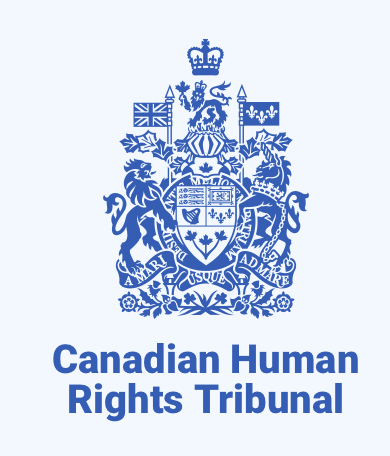 A MARI USQUE AD MARE
Canadian Human
Rights Tribunal